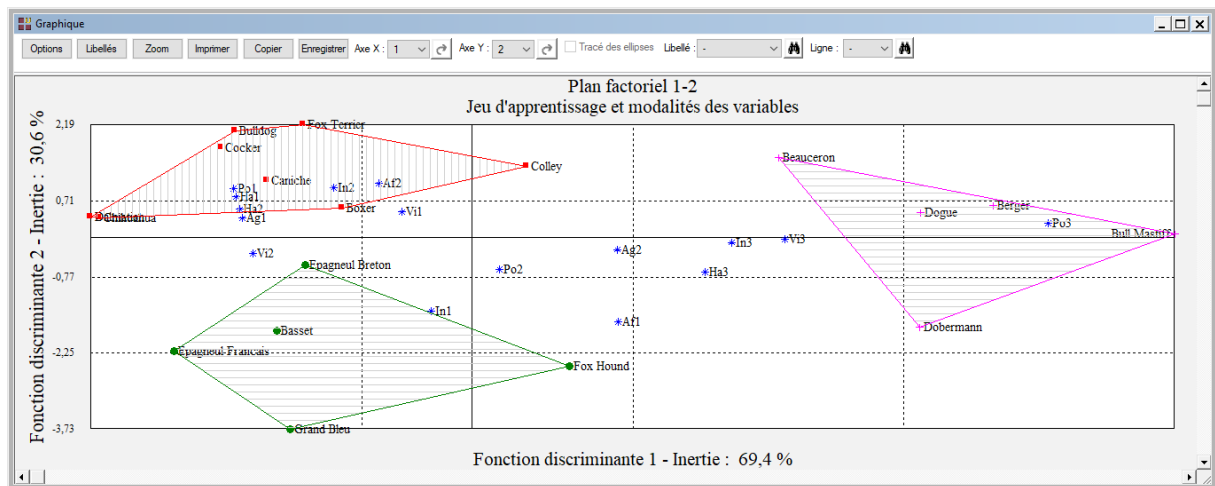 Graphique
Options Libellés Zoom Imprimer Copier Enregistrer Axe X : 1 Axe Y : 2 Tracé des ellipses Libellé : - Ligne : -
Plan factoriel 1-2
Jeu d'apprentissage et modalités des variables
Fonction discriminante 2 - Inertie : 30,6 %
2,19
Bulldog
Fox Terrier
Cocker
Colley
Beauceron
Caniche
Po1
In2
Af2
Ha1
0,71
Ha2
Boxer
Vi1
Dogue
Berger
Ag1
Po3
Bull Mastiff
Vi2
Ag2
In3
Vi3
Epagneul Breton
Po2
Ha3
-0,77
In1
Af1
Basset
Dobermann
-2,25
Epagneul Francais
Fox Hound
-3,73
Grand Bleu
Fonction discriminante 1 - Inertie : 69,4 %